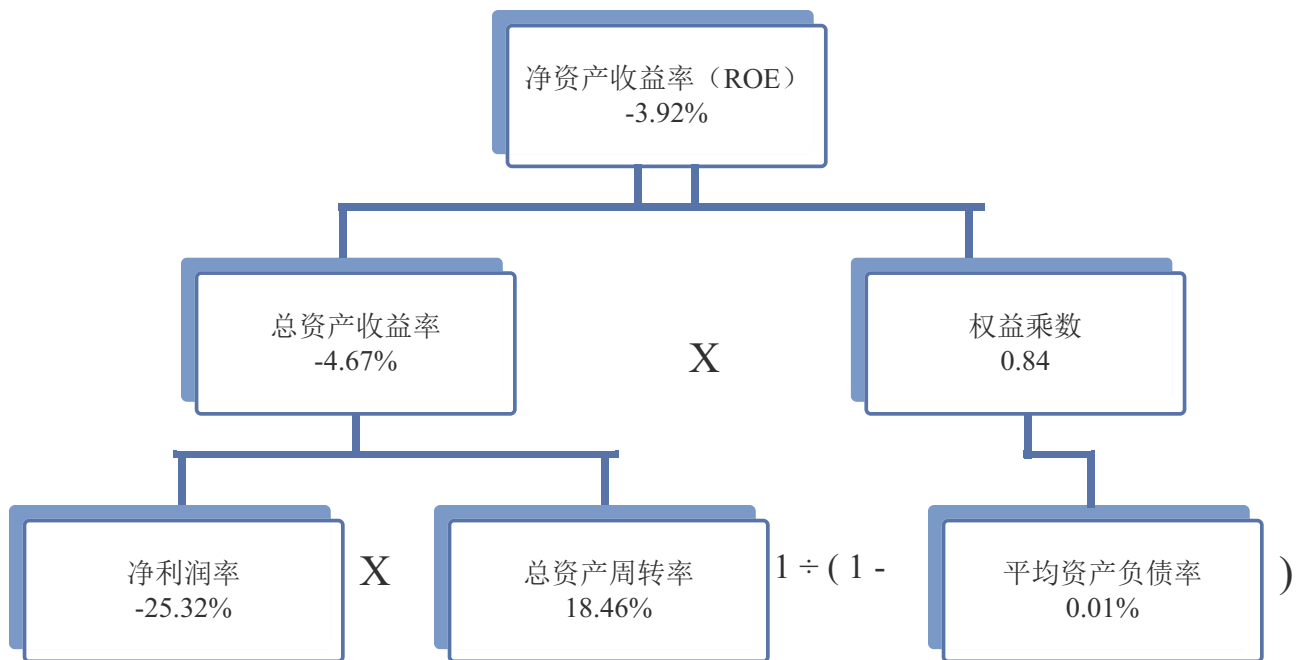 净资产收益率（ROE）
-3.92%
总资产收益率
-4.67%
X
权益乘数
0.84
净利润率
-25.32%
X
总资产周转率
18.46%
1 ÷ ( 1 -
平均资产负债率
0.01%
)